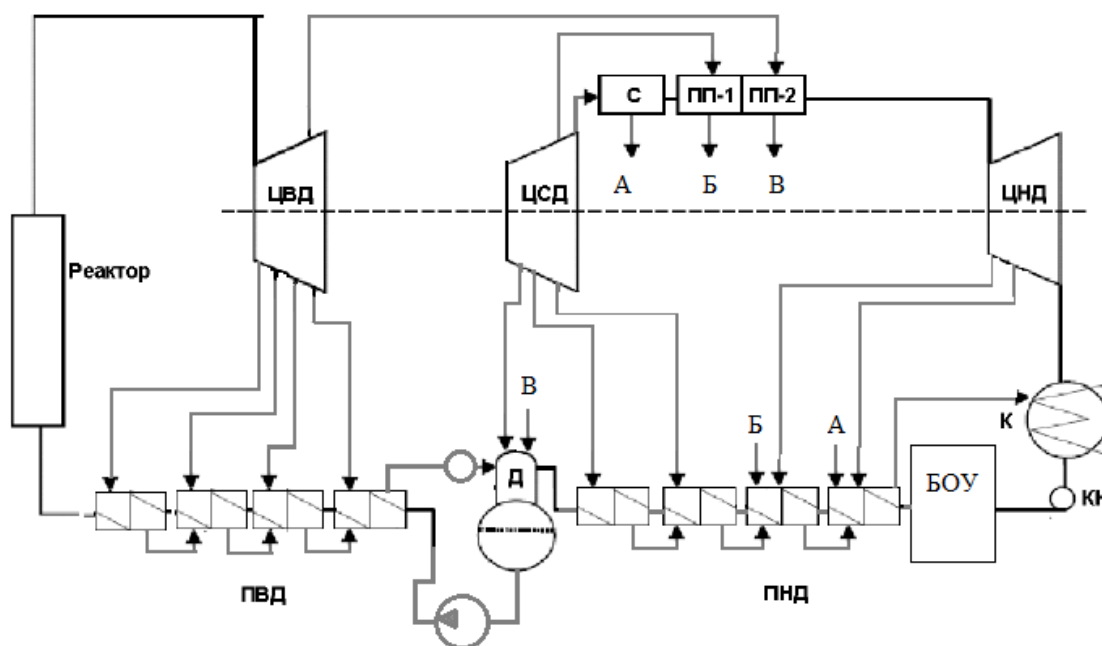 С ПП-1 ПП-2
А Б В
ЦВД ЦСД ЦНД
Реактор
В
К
Б А
Д
БОУ
КН
ПВД ПНД